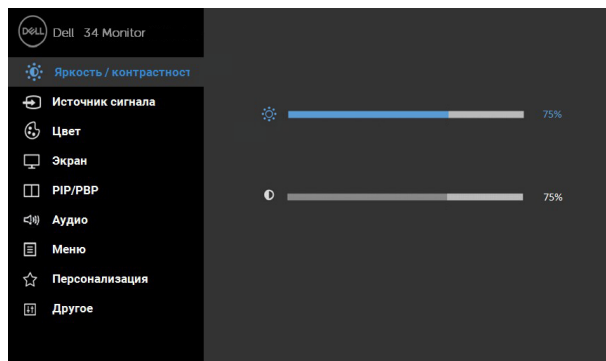 DELL
Dell 34 Monitor
Яркость / контрастност
Источник сигнала
75%
Цвет
Экран
PIP/PBP
75%
Аудио
Меню
Персонализация
Другое